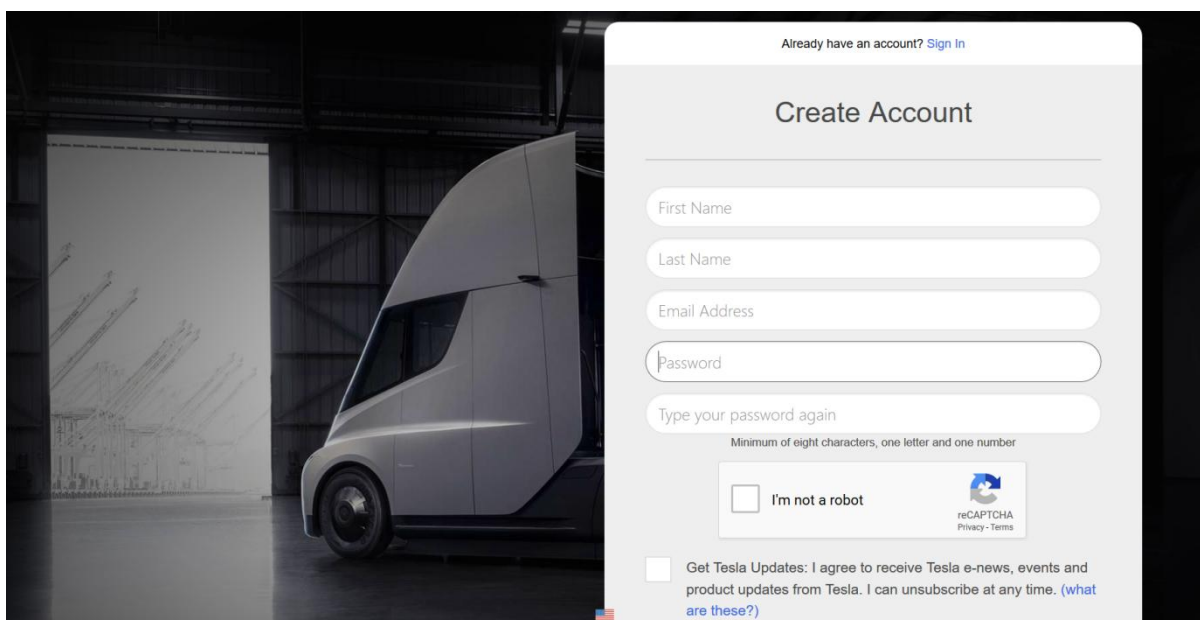 Already have an account? Sign In
Create Account
First Name
Last Name
Email Address
Password
Type your password again
Minimum of eight characters, one letter and one number
I'm not a robot
reCAPTCHA
Privacy - Terms
Get Tesla Updates: I agree to receive Tesla e-news, events and
product updates from Tesla. I can unsubscribe at any time. (what
are these?)